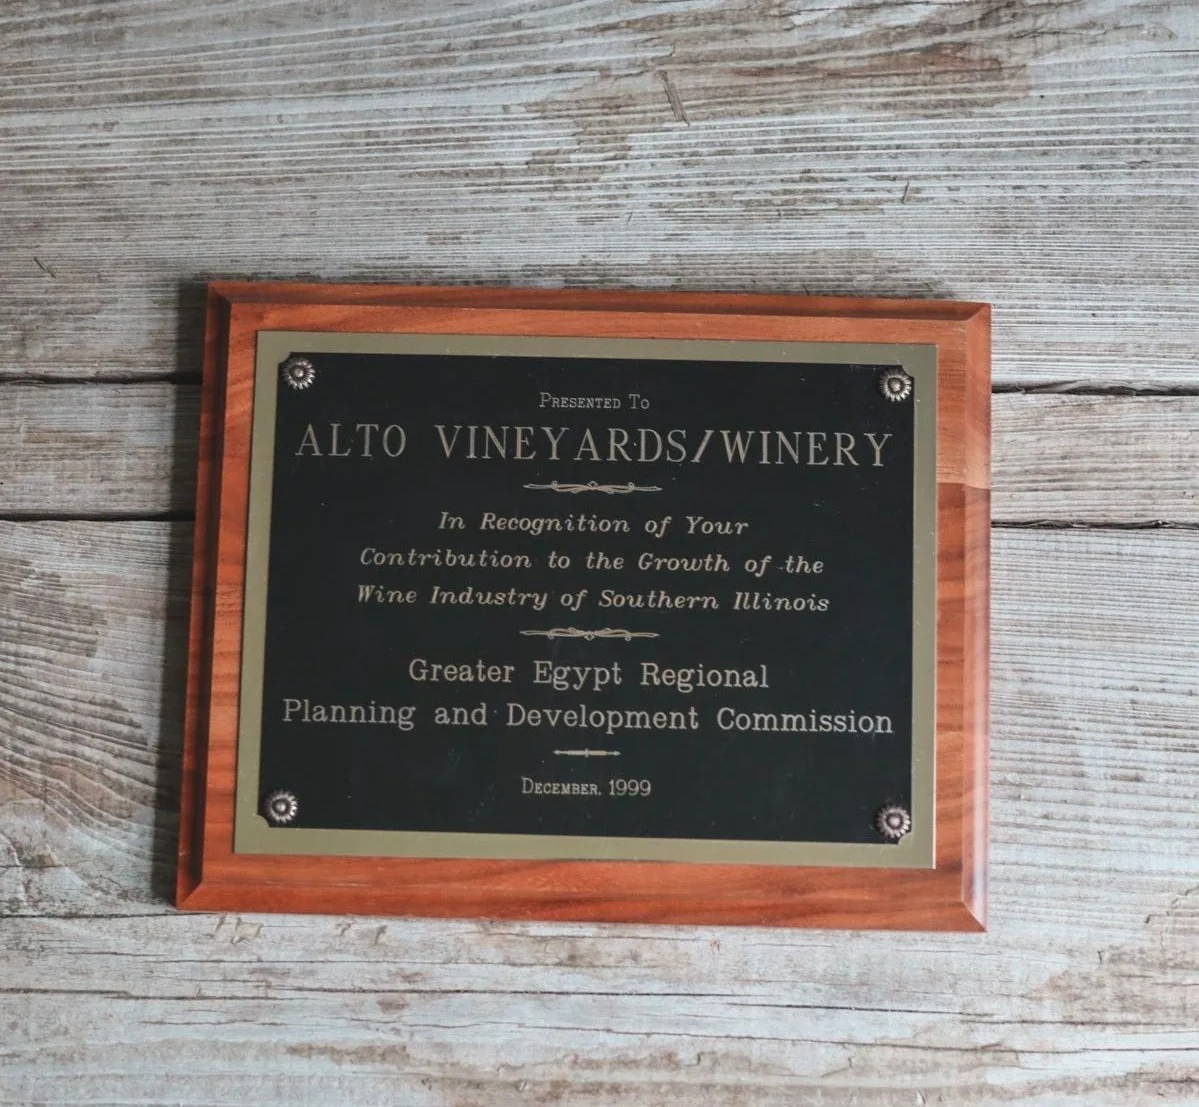 Presented To
ALTO VINEYARDS/WINERY
In Recognition of Your
Contribution to the Growth of the
Wine Industry of Southern Illinois
Greater Egypt Regional
Planning and Development Commission
December, 1999